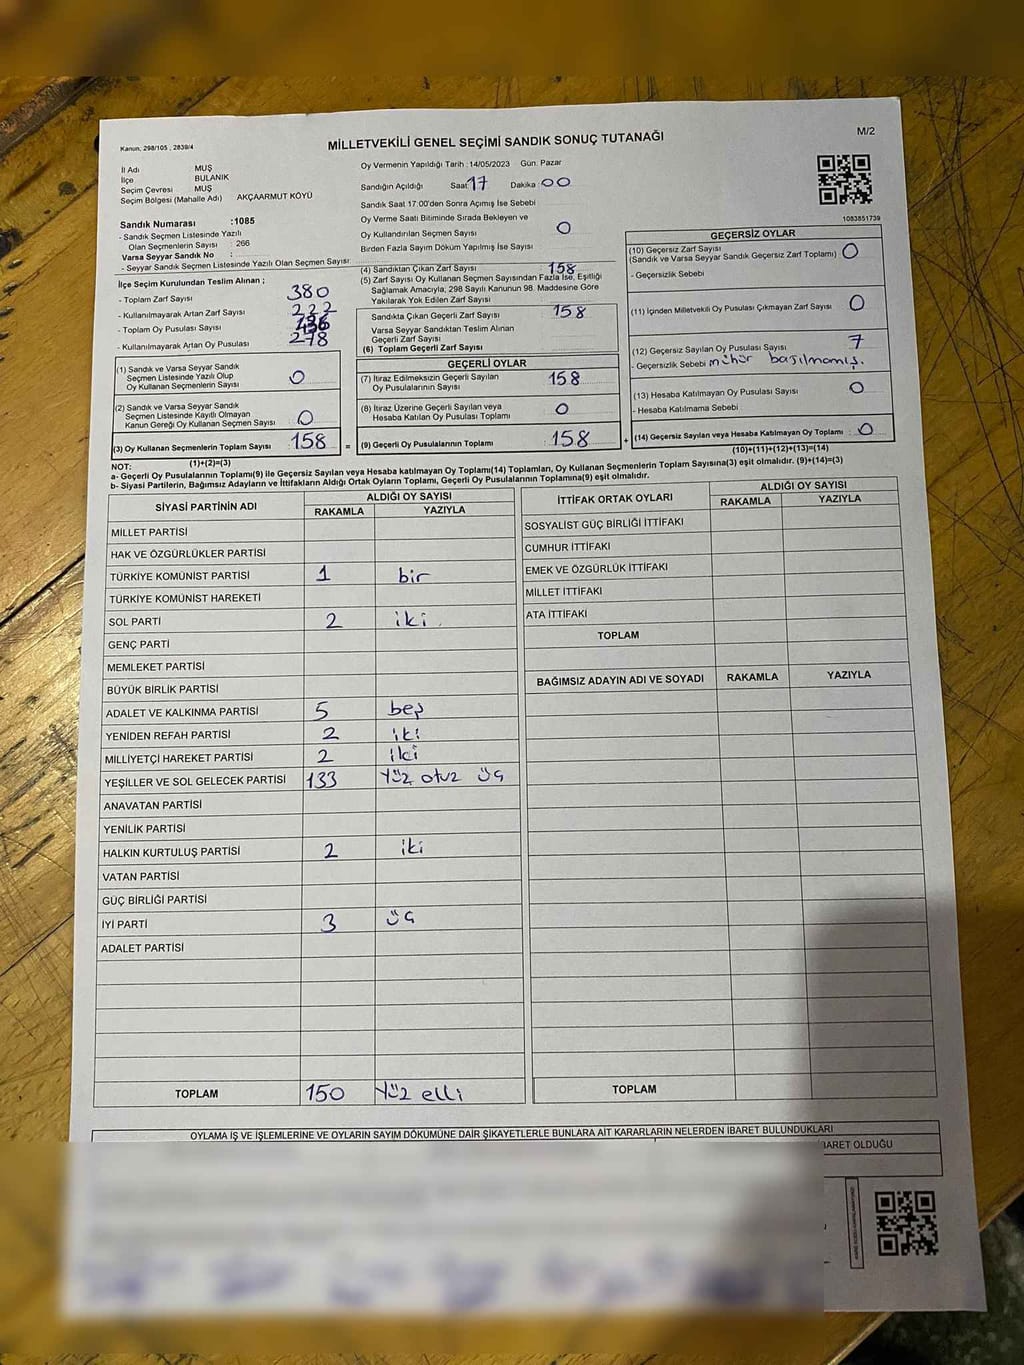 Kanun, 298/105 , 2839/4
MİLLETVEKİLİ GENEL SEÇİMİ SANDIK SONUÇ TUTANAĞI
M/2
İl Adı MUŞ
İlçe BULANIK
Seçim Çevresi MUŞ
Seçim Bölgesi (Mahalle Adı) AKÇAARMUT KÖYÜ
Sandık Numarası :1085
- Sandık Seçmen Listesinde Yazılı
Olan Seçmenlerin Sayısı : 266
Varsa Seyyar Sandık No :
- Seyyar Sandık Seçmen Listesinde Yazılı Olan Seçmen Sayısı:
Oy Vermenin Yapıldığı Tarih : 14/05/2023 Gün: Pazar
Sandığın Açıldığı Saat 17 Dakika 00
Sandık Saat 17:00'den Sonra Açımış İse Sebebi
Oy Verme Saati Bitiminde Sırada Bekleyen ve
Oy Kullandırılan Seçmen Sayısı 0
Birden Fazla Sayım Döküm Yapılmış İse Sayısı
1083851739
İlçe Seçim Kurulundan Teslim Alınan ;
- Toplam Zarf Sayısı 380
- Kullanılmayarak Artan Zarf Sayısı 222
- Toplam Oy Pusulası Sayısı
- Kullanılmayarak Artan Oy Pusulası 278
(1) Sandık ve Varsa Seyyar Sandık
Seçmen Listesinde Yazılı Olup
Oy Kullanan Seçmenlerin Sayısı 0
(2) Sandık ve Varsa Seyyar Sandık
Seçmen Listesinde Kayıtlı Olmayan
Kanun Gereği Oy Kullanan Seçmen Sayısı 0
(3) Oy Kullanan Seçmenlerin Toplam Sayısı 158 =
(1)+(2)=(3)
(4) Sandıktan Çıkan Zarf Sayısı 158
(5) Zarf Sayısı Oy Kullanan Seçmen Sayısından Fazla İse, Eşitliği
Sağlamak Amacıyla; 298 Sayılı Kanunun 98. Maddesine Göre
Yakılarak Yok Edilen Zarf Sayısı
Sandıkta Çıkan Geçerli Zarf Sayısı 158
Varsa Seyyar Sandıktan Teslim Alınan
Geçerli Zarf Sayısı
(6) Toplam Geçerli Zarf Sayısı
GEÇERLİ OYLAR
(7) İtiraz Edilmeksizin Geçerli Sayılan
Oy Pusulalarının Sayısı 158
(8) İtiraz Üzerine Geçerli Sayılan veya
Hesaba Katılan Oy Pusulası Toplamı 0
(9) Geçerli Oy Pusulalarının Toplamı : 158 +
GEÇERSİZ OYLAR
(10) Geçersiz Zarf Sayısı
(Sandık ve Varsa Seyyar Sandık Geçersiz Zarf Toplamı) 0
- Geçersizlik Sebebi
(11) İçinden Milletvekili Oy Pusulası Çıkmayan Zarf Sayısı 0
(12) Geçersiz Sayılan Oy Pusulası Sayısı 7
- Geçersizlik Sebebi mühür basılmamış.
(13) Hesaba Katılmayan Oy Pusulası Sayısı 0
- Hesaba Katılmama Sebebi
(14) Geçersiz Sayılan veya Hesaba Katılmayan Oy Toplamı : 0
(10)+(11)+(12)+(13)=(14)
NOT:
a- Geçerli Oy Pusulalarının Toplamı(9) ile Geçersiz Sayılan veya Hesaba katılmayan Oy Toplamı(14) Toplamları, Oy Kullanan Seçmenlerin Toplam Sayısına(3) eşit olmalıdır. (9)+(14)=(3)
b- Siyasi Partilerin, Bağımsız Adayların ve İttifakların Aldığı Ortak Oyların Toplamı, Geçerli Oy Pusulalarının Toplamına(9) eşit olmalıdır.
SİYASİ PARTİNİN ADI ALDIĞI OY SAYISI
RAKAMLA YAZIYLA
MİLLET PARTİSİ
HAK VE ÖZGÜRLÜKLER PARTİSİ
TÜRKİYE KOMÜNİST PARTİSİ 1 bir
TÜRKİYE KOMÜNİST HAREKETİ
SOL PARTİ 2 iki
GENÇ PARTİ
MEMLEKET PARTİSİ
BÜYÜK BİRLİK PARTİSİ
ADALET VE KALKINMA PARTİSİ 5 beş
YENİDEN REFAH PARTİSİ 2 iki
MİLLİYETÇİ HAREKET PARTİSİ 2 iki
YEŞİLLER VE SOL GELECEK PARTİSİ 133 Yüz otuz üç
ANAVATAN PARTİSİ
YENİLİK PARTİSİ
HALKIN KURTULUŞ PARTİSİ 2 iki
VATAN PARTİSİ
GÜÇ BİRLİĞİ PARTİSİ
İYİ PARTİ 3 üç
ADALET PARTİSİ
TOPLAM 150 Yüz elli
İTTİFAK ORTAK OYLARI ALDIĞI OY SAYISI
RAKAMLA YAZIYLA
SOSYALİST GÜÇ BİRLİĞİ İTTİFAKI
CUMHUR İTTİFAKI
EMEK VE ÖZGÜRLÜK İTTİFAKI
MİLLET İTTİFAKI
ATA İTTİFAKI
TOPLAM
BAĞIMSIZ ADAYIN ADI VE SOYADI RAKAMLA YAZIYLA
TOPLAM
OYLAMA İŞ VE İŞLEMLERİNE VE OYLARIN SAYIM DÖKÜMÜNE DAİR ŞİKAYETLERLE BUNLARA AİT KARARLARIN NELERDEN İBARET BULUNDUKLARI
İBARET OLDUĞU